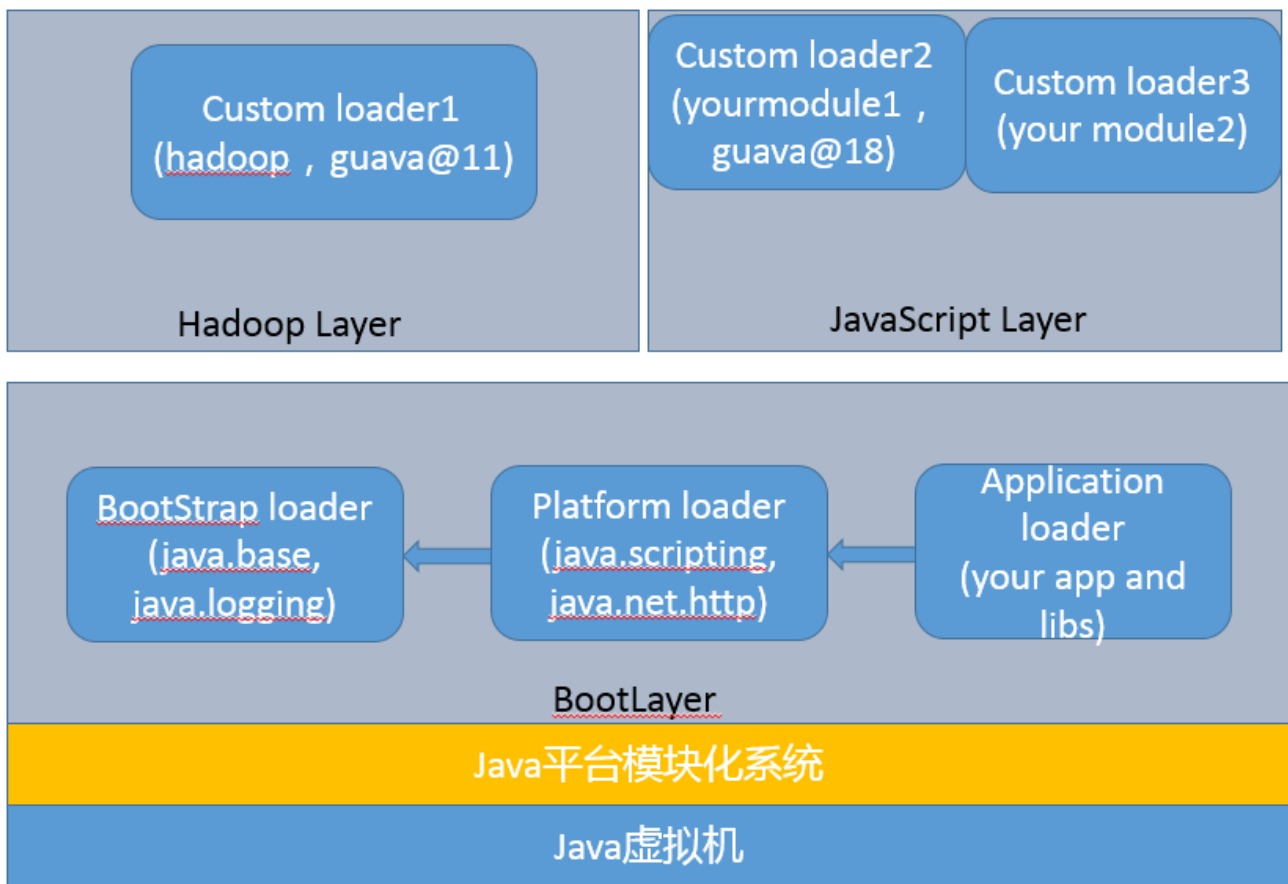 Custom loader1
(hadoop，guava@11)
Hadoop Layer
Custom loader2
(yourmodule1，
guava@18)
Custom loader3
(your module2)
JavaScript Layer
BootStrap loader
(java.base,
java.logging)
Platform loader
(java.scripting,
java.net.http)
Application
loader
(your app and
libs)
BootLayer
Java平台模块化系统
Java虚拟机